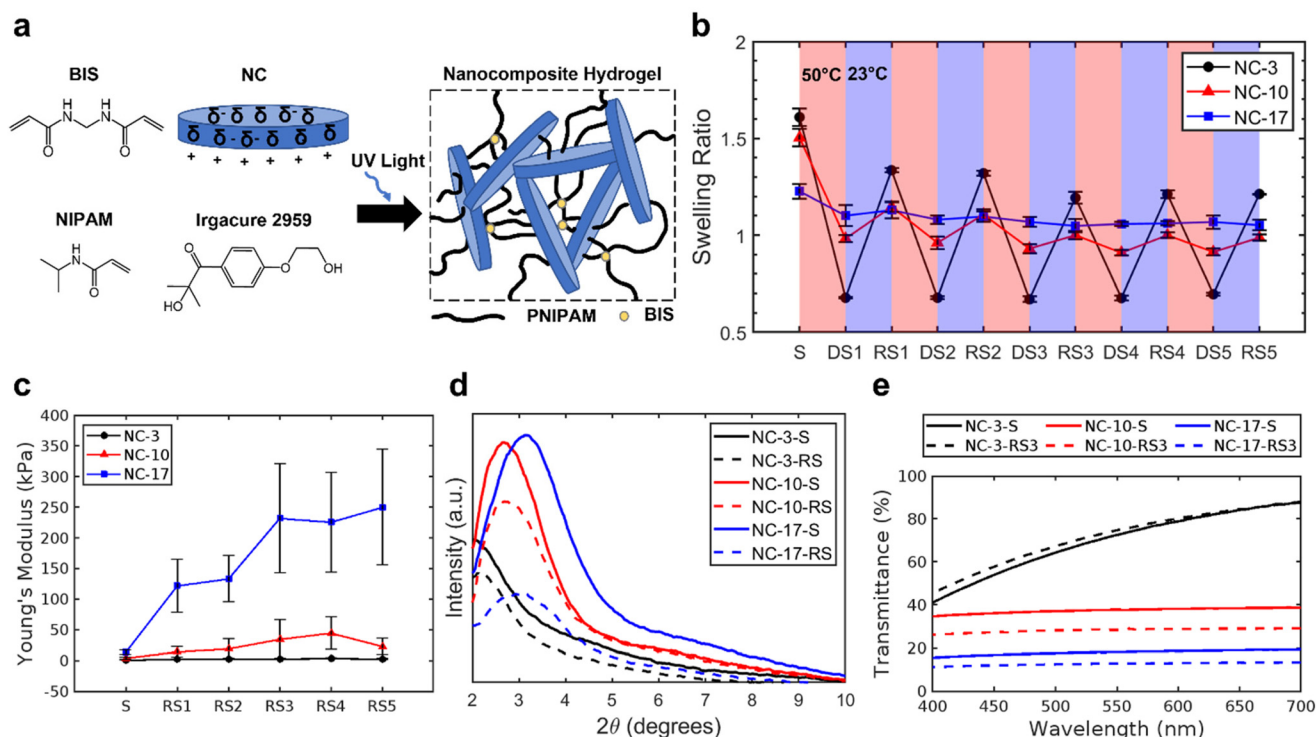 a
BIS
NC
H
N
H
N
O
O
δ- δ δ δ- δ
δ δ- δ- δ δ δ
+ + + + + +
UV Light
Nanocomposite Hydrogel
NIPAM
Irgacure 2959
H
N
O
O
HO
O
OH
PNIPAM
BIS
b
Swelling Ratio
2
1.5
1
0.5
50°C 23°C
NC-3
NC-10
NC-17
S DS1 RS1 DS2 RS2 DS3 RS3 DS4 RS4 DS5 RS5
c
Young's Modulus (kPa)
400
350
300
250
200
150
100
50
0
-50
NC-3
NC-10
NC-17
S RS1 RS2 RS3 RS4 RS5
d
Intensity (a.u.)
NC-3-S
NC-3-RS
NC-10-S
NC-10-RS
NC-17-S
NC-17-RS
2 3 4 5 6 7 8 9 10
2θ (degrees)
e
NC-3-S NC-10-S NC-17-S
NC-3-RS3 NC-10-RS3 NC-17-RS3
Transmittance (%)
100
80
60
40
20
0
400 450 500 550 600 650 700
Wavelength (nm)